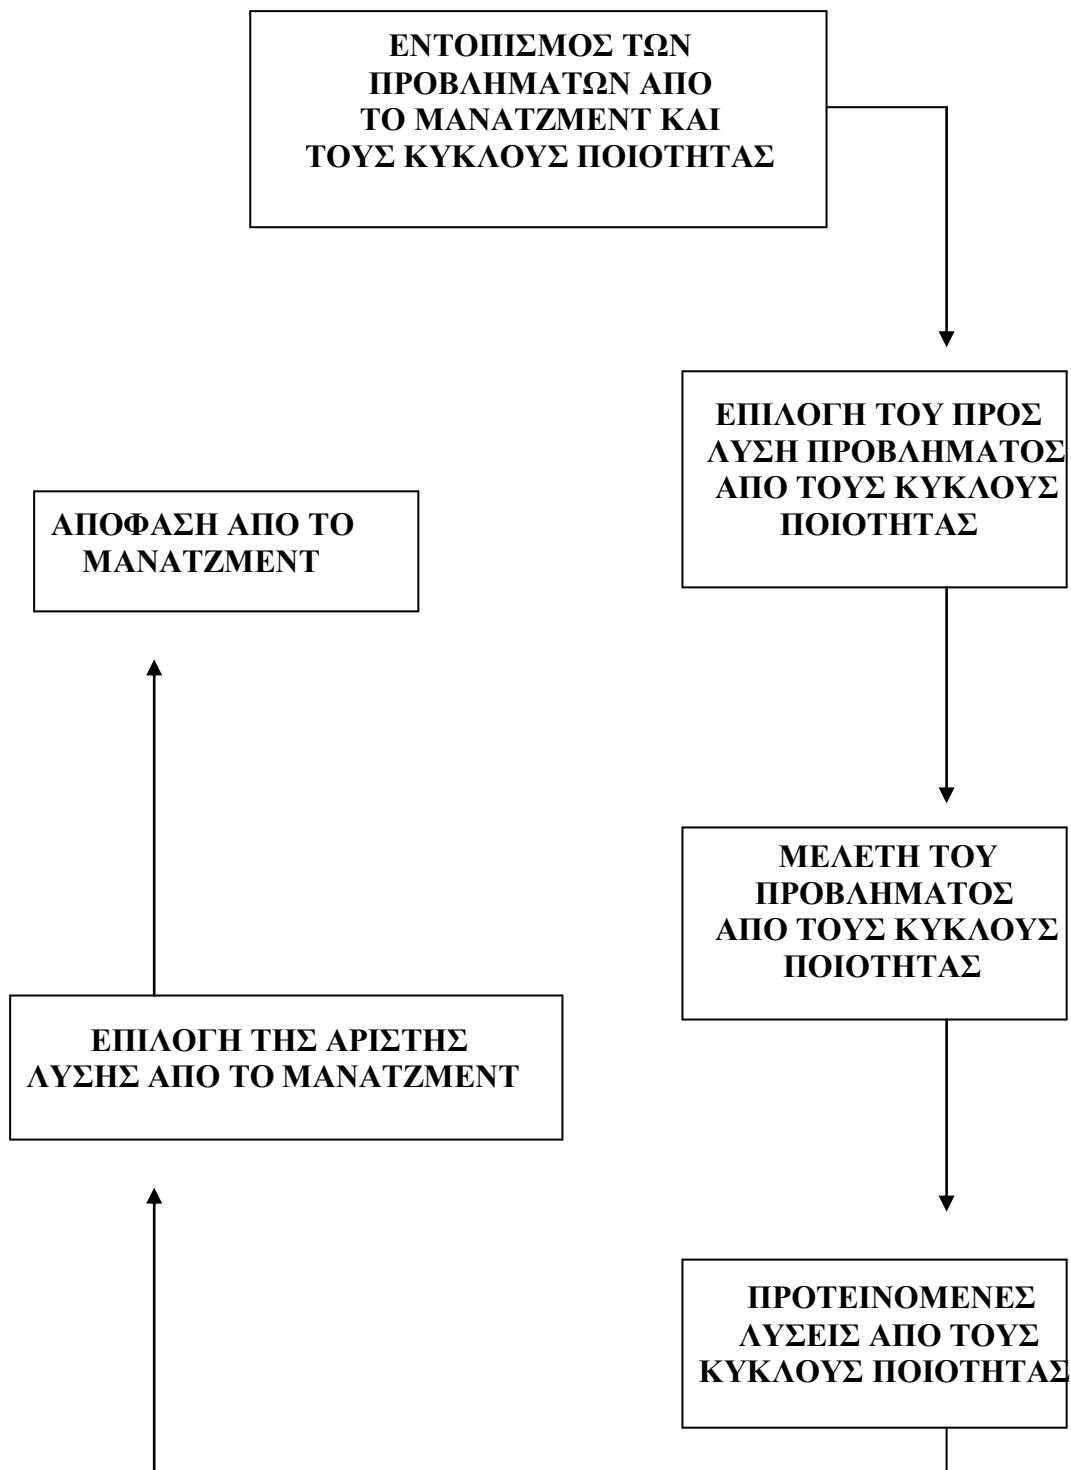 ΕΝΤΟΠΙΣΜΟΣ ΤΩΝ
ΠΡΟΒΛΗΜΑΤΩΝ ΑΠΟ
ΤΟ ΜΑΝΑΤΖΜΕΝΤ ΚΑΙ
ΤΟΥΣ ΚΥΚΛΟΥΣ ΠΟΙΟΤΗΤΑΣ
ΕΠΙΛΟΓΗ ΤΟΥ ΠΡΟΣ
ΛΥΣΗ ΠΡΟΒΛΗΜΑΤΟΣ
ΑΠΟ ΤΟΥΣ ΚΥΚΛΟΥΣ
ΠΟΙΟΤΗΤΑΣ
ΜΕΛΕΤΗ ΤΟΥ
ΠΡΟΒΛΗΜΑΤΟΣ
ΑΠΟ ΤΟΥΣ ΚΥΚΛΟΥΣ
ΠΟΙΟΤΗΤΑΣ
ΠΡΟΤΕΙΝΟΜΕΝΕΣ
ΛΥΣΕΙΣ ΑΠΟ ΤΟΥΣ
ΚΥΚΛΟΥΣ ΠΟΙΟΤΗΤΑΣ
ΕΠΙΛΟΓΗ ΤΗΣ ΑΡΙΣΤΗΣ
ΛΥΣΗΣ ΑΠΟ ΤΟ ΜΑΝΑΤΖΜΕΝΤ
ΑΠΟΦΑΣΗ ΑΠΟ ΤΟ
ΜΑΝΑΤΖΜΕΝΤ